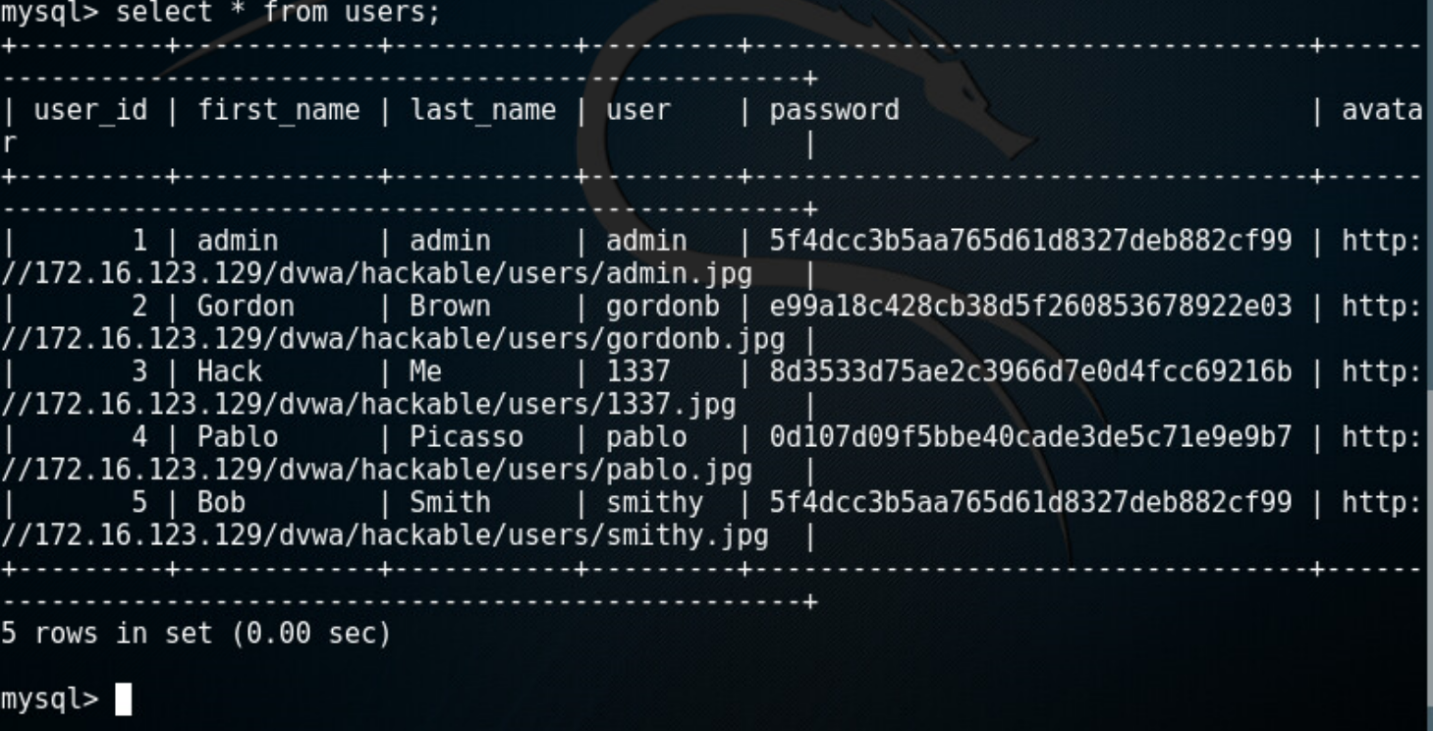 mysql> select * from users;
+---------+------------+-----------+---------+----------------------------------+------
-------------------------------------------------+
| user_id | first_name | last_name | user    | password                         | avata
r                                                |
+---------+------------+-----------+---------+----------------------------------+------
-------------------------------------------------+
|       1 | admin      | admin     | admin   | 5f4dcc3b5aa765d61d8327deb882cf99 | http:
//172.16.123.129/dvwa/hackable/users/admin.jpg   |
|       2 | Gordon     | Brown     | gordonb | e99a18c428cb38d5f260853678922e03 | http:
//172.16.123.129/dvwa/hackable/users/gordonb.jpg |
|       3 | Hack       | Me        | 1337    | 8d3533d75ae2c3966d7e0d4fcc69216b | http:
//172.16.123.129/dvwa/hackable/users/1337.jpg    |
|       4 | Pablo      | Picasso   | pablo   | 0d107d09f5bbe40cade3de5c71e9e9b7 | http:
//172.16.123.129/dvwa/hackable/users/pablo.jpg   |
|       5 | Bob        | Smith     | smithy  | 5f4dcc3b5aa765d61d8327deb882cf99 | http:
//172.16.123.129/dvwa/hackable/users/smithy.jpg  |
+---------+------------+-----------+---------+----------------------------------+------
-------------------------------------------------+
5 rows in set (0.00 sec)
mysql>